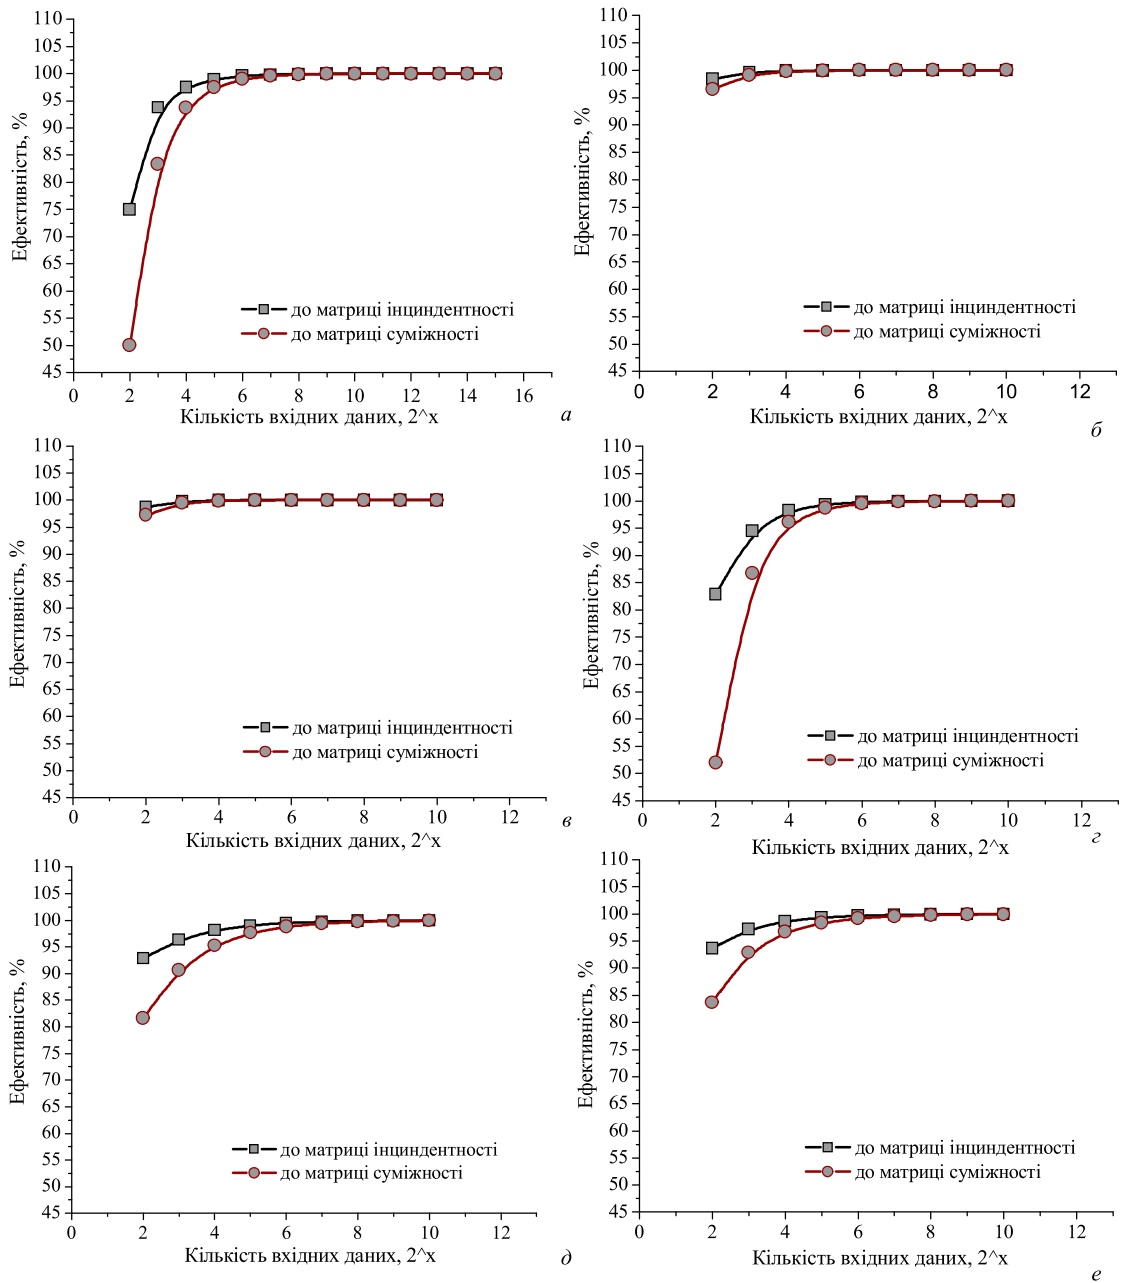 110
105
100
95
90
85
80
75
70
65
60
55
50
45
Ефективність, %
до матриці інциндентності
до матриці суміжності
0 2 4 6 8 10 12 14 16
Кількість вхідних даних, 2^x
а
110
105
100
95
90
85
80
75
70
65
60
55
50
45
Ефективність, %
до матриці інциндентності
до матриці суміжності
0 2 4 6 8 10 12
Кількість вхідних даних, 2^x
б
110
105
100
95
90
85
80
75
70
65
60
55
50
45
Ефективність, %
до матриці інциндентності
до матриці суміжності
0 2 4 6 8 10 12
Кількість вхідних даних, 2^x
в
110
105
100
95
90
85
80
75
70
65
60
55
50
45
Ефективність, %
до матриці інциндентності
до матриці суміжності
0 2 4 6 8 10 12
Кількість вхідних даних, 2^x
г
110
105
100
95
90
85
80
75
70
65
60
55
50
45
Ефективність, %
до матриці інциндентності
до матриці суміжності
0 2 4 6 8 10 12
Кількість вхідних даних, 2^x
д
110
105
100
95
90
85
80
75
70
65
60
55
50
45
Ефективність, %
до матриці інциндентності
до матриці суміжності
0 2 4 6 8 10 12
Кількість вхідних даних, 2^x
е